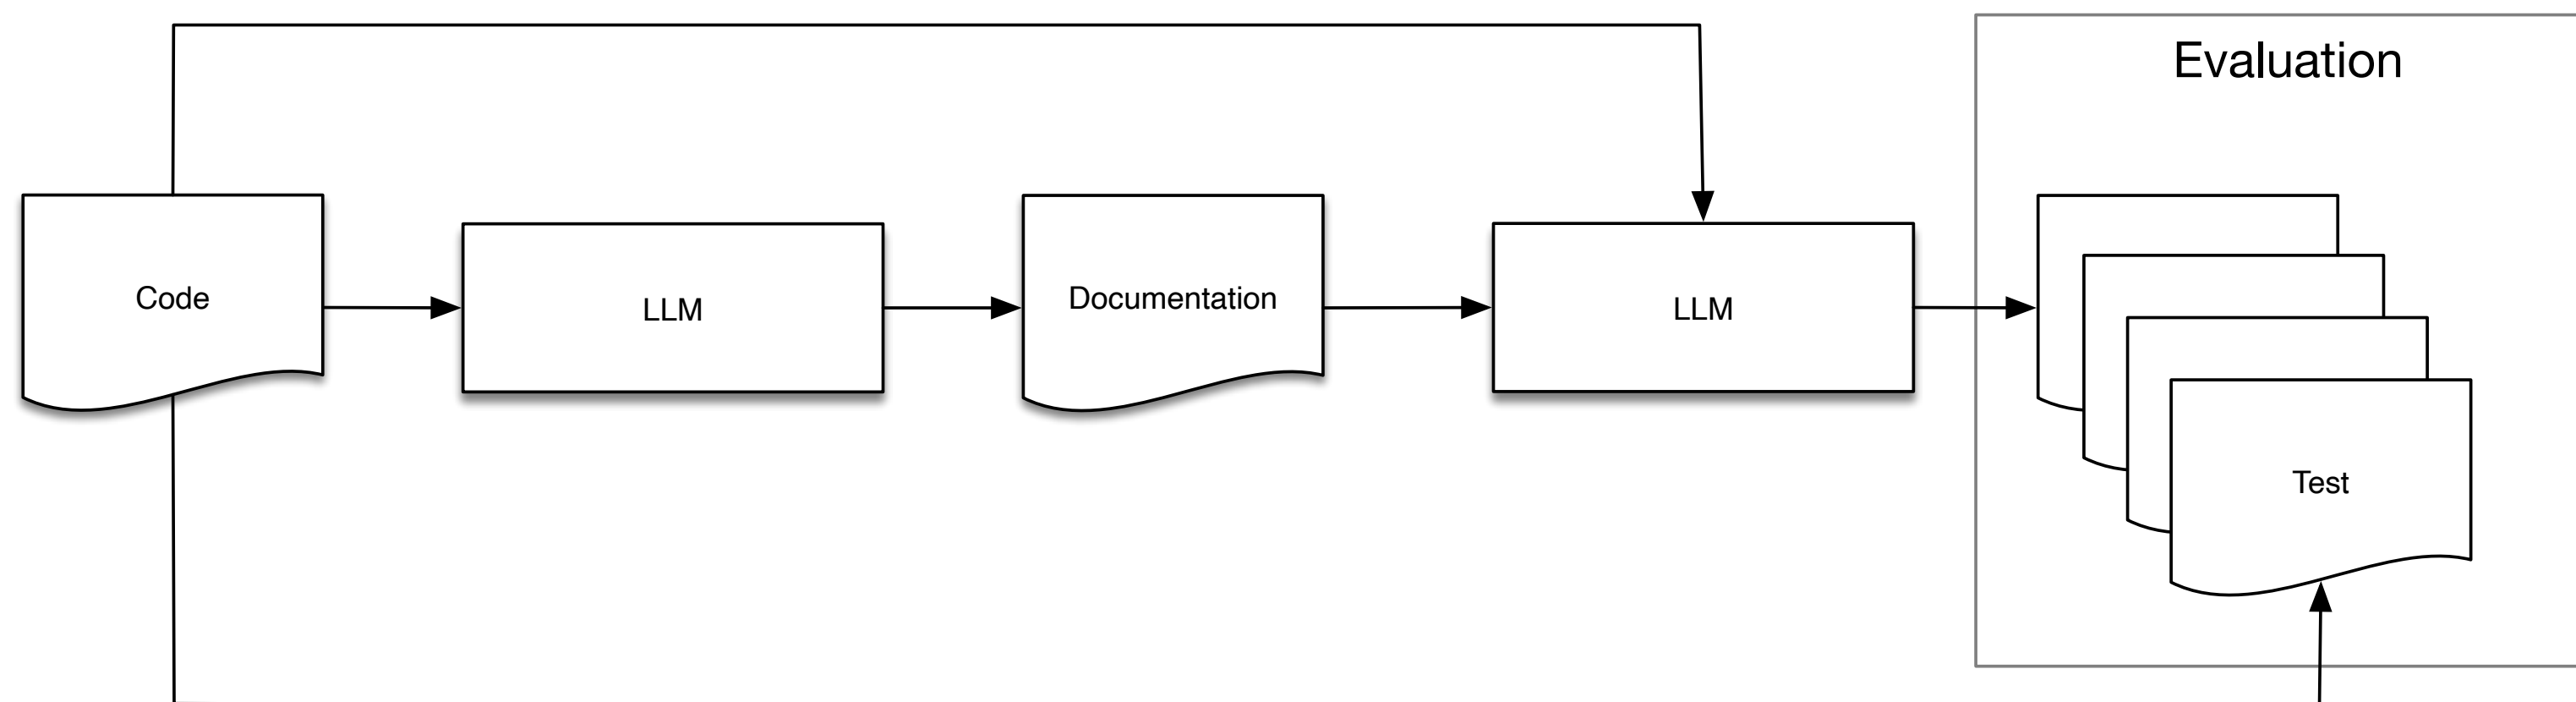 Evaluation
Code
LLM
Documentation
LLM
Test